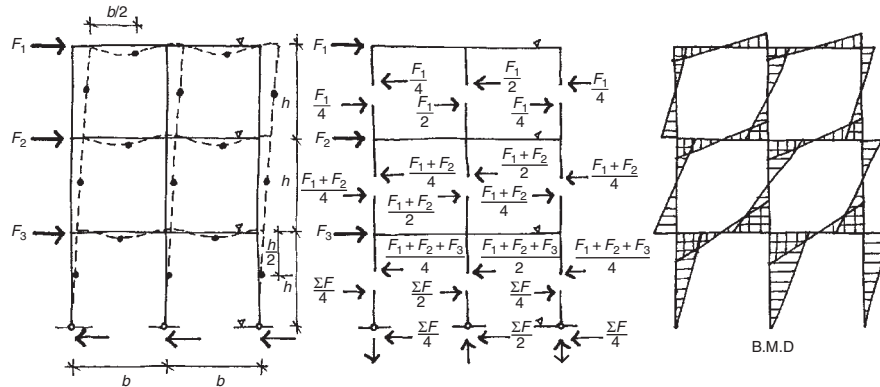 b/2
F₁
F₂
F₃
h
h
h/2
h
b
b
F₁
F₁/4
F₁/2
F₁/4
F₁/4
F₁/2
F₁/4
F₂
(F₁ + F₂)/4
(F₁ + F₂)/2
(F₁ + F₂)/4
(F₁ + F₂)/4
(F₁ + F₂)/2
(F₁ + F₂)/4
F₃
(F₁ + F₂ + F₃)/4
(F₁ + F₂ + F₃)/2
(F₁ + F₂ + F₃)/4
ΣF/4
ΣF/2
ΣF/4
ΣF/4
ΣF/2
ΣF/4
B.M.D